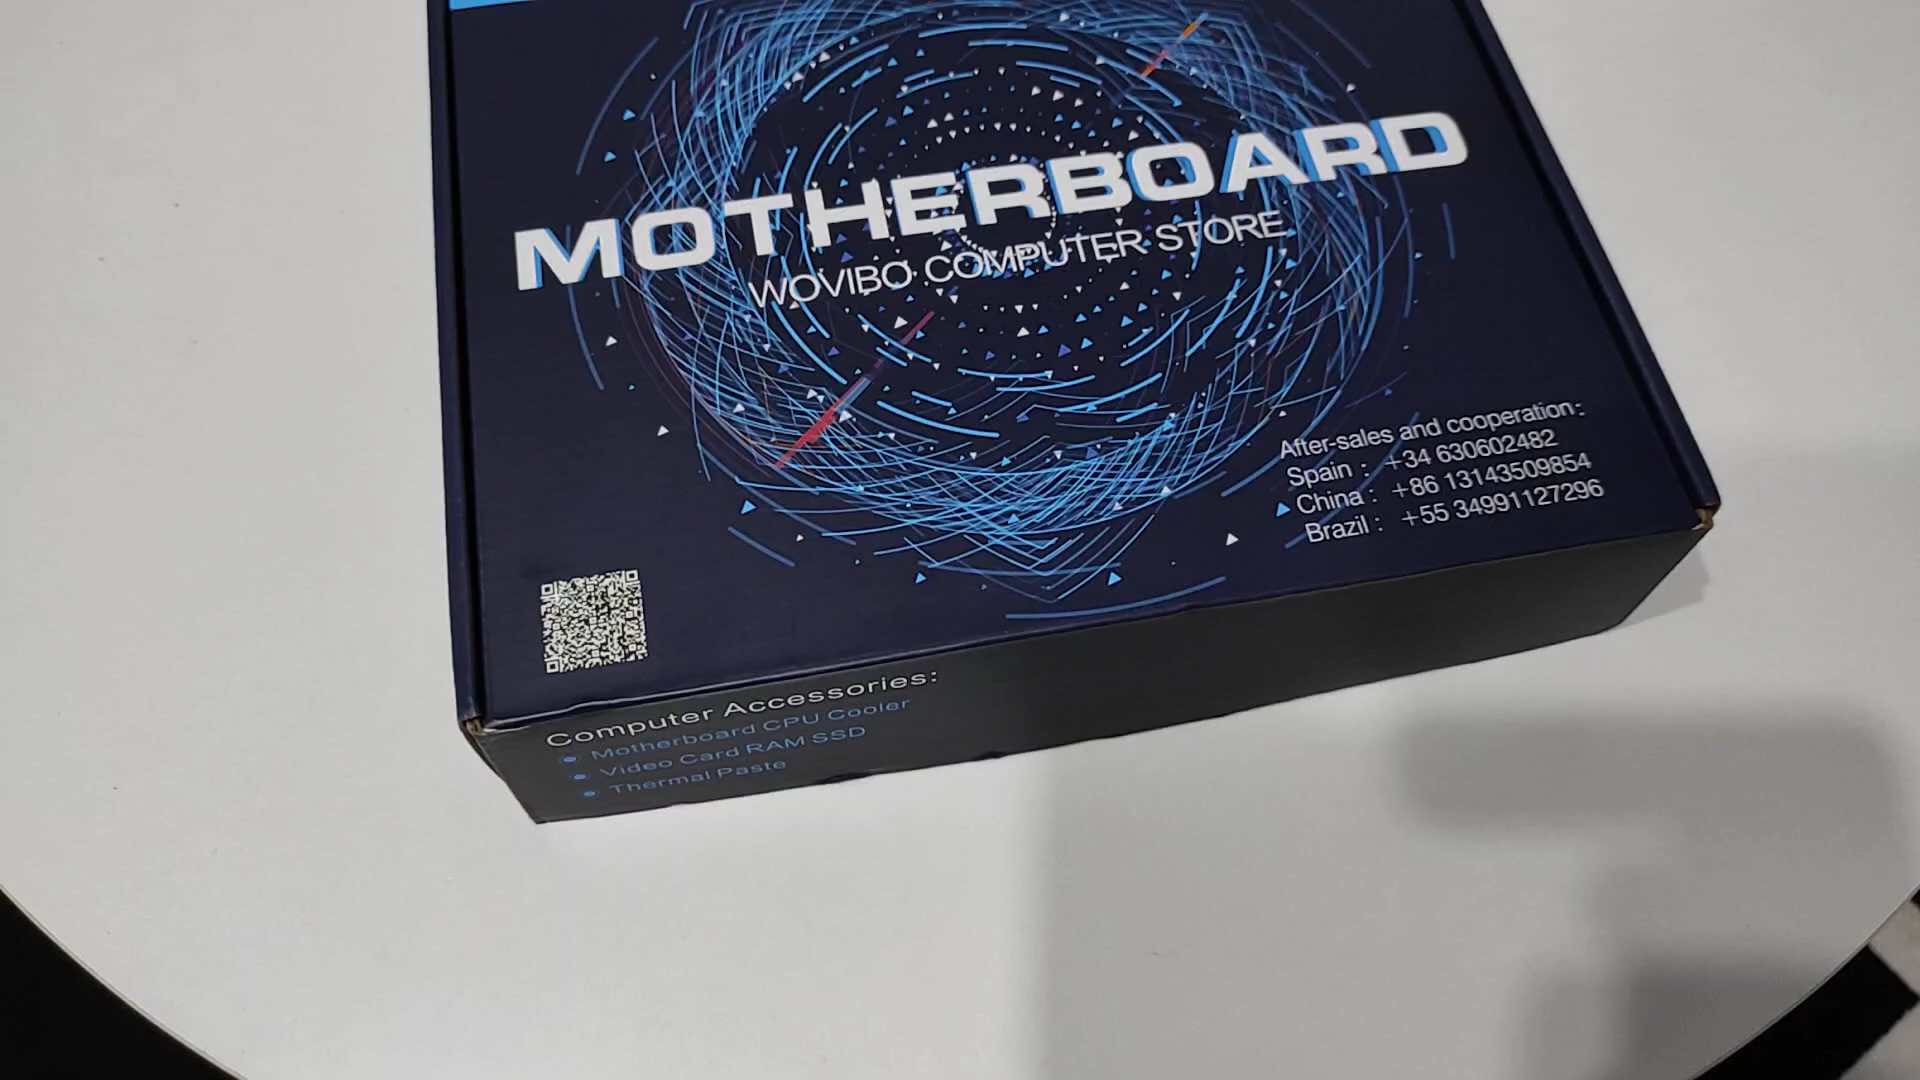 MOTHERBOARD
WOVIBO COMPUTER STORE
After-sales and cooperation:
Spain : +34 630602482
China : +86 13143509854
Brazil : +55 34991127296
Computer Accessories:
Motherboard CPU Cooler
Video Card RAM SSD
Thermal Paste